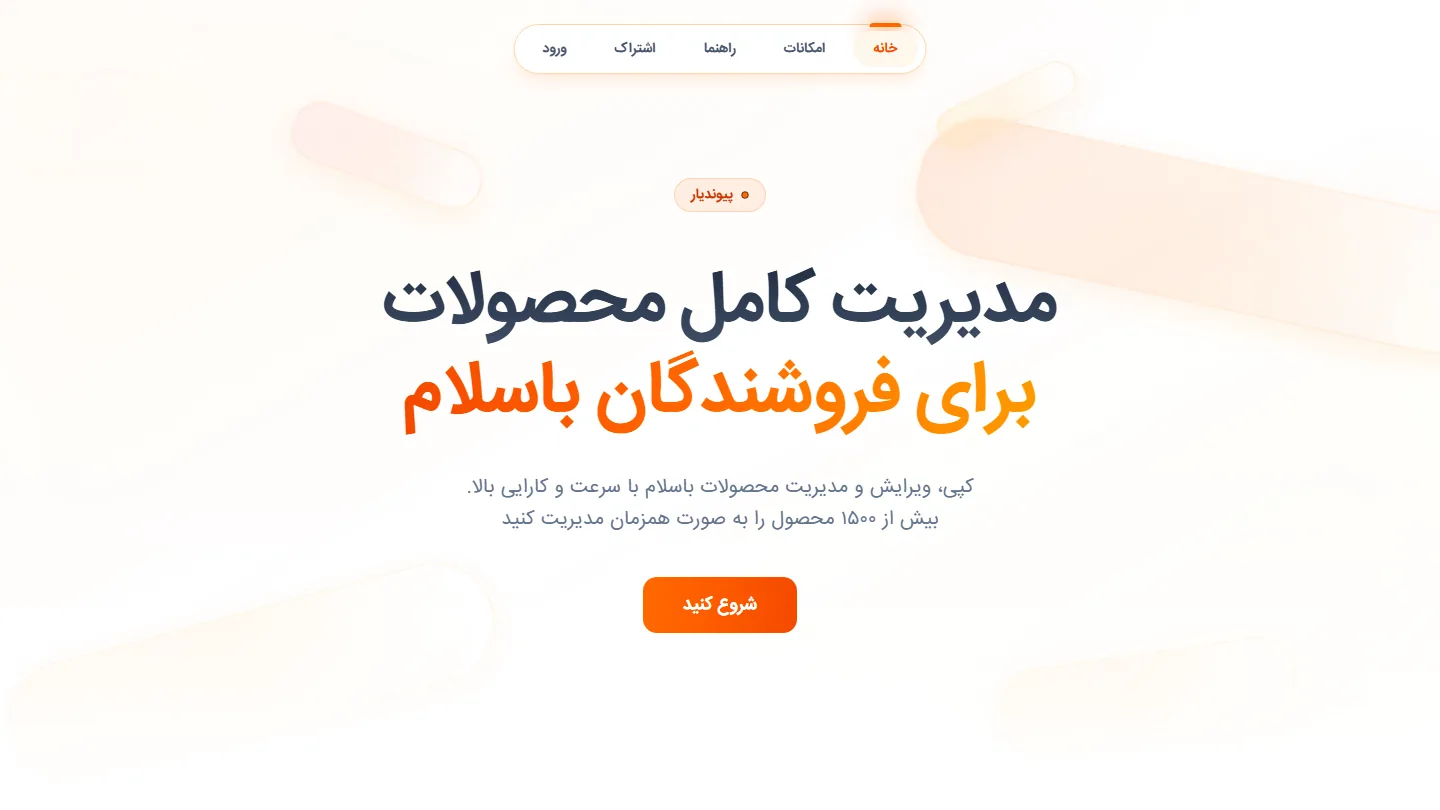 خانه
امکانات
راهنما
اشتراک
ورود
پیوندیار
مدیریت کامل محصولات
برای فروشندگان باسلام
کپی، ویرایش و مدیریت محصولات باسلام با سرعت و کارایی بالا.
بیش از ۱۵۰۰ محصول را به صورت همزمان مدیریت کنید
شروع کنید